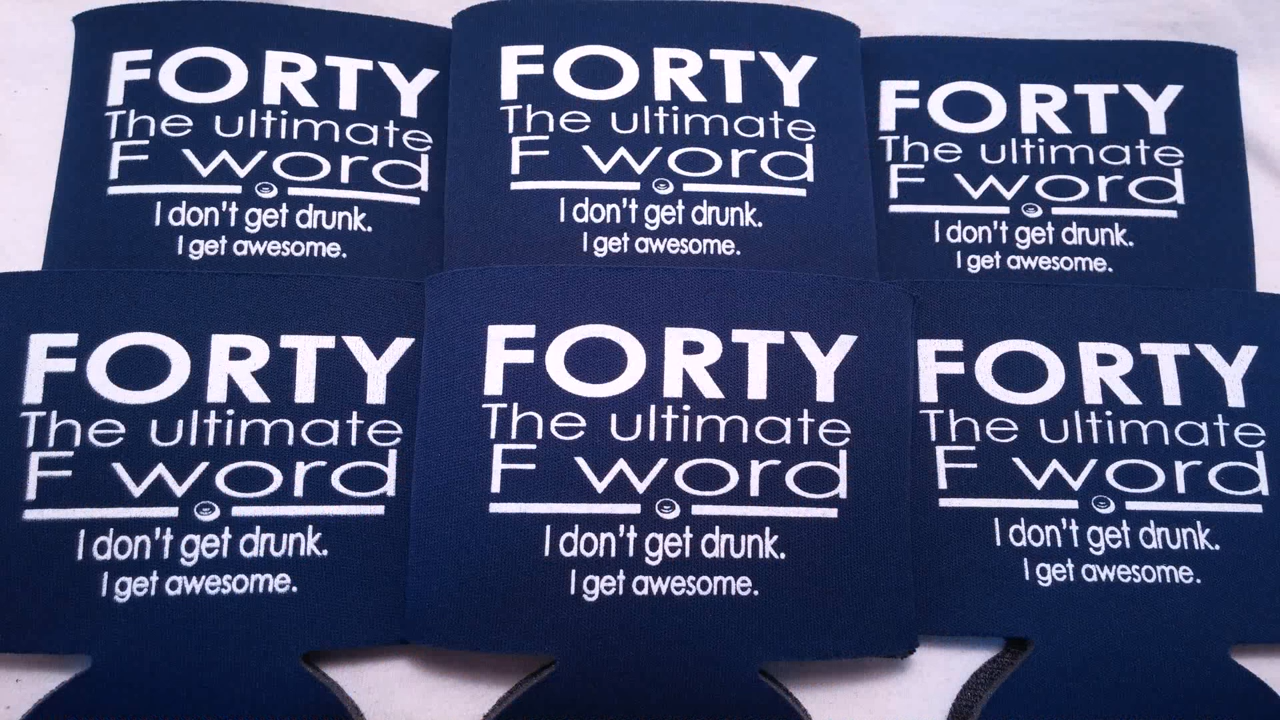 FORTY
The ultimate
F word
I don't get drunk.
I get awesome.
FORTY
The ultimate
F word
I don't get drunk.
I get awesome.
FORTY
The ultimate
F word
I don't get drunk.
I get awesome.
FORTY
The ultimate
F word
I don't get drunk.
I get awesome.
FORTY
The ultimate
F word
I don't get drunk.
I get awesome.
FORTY
The ultimate
F word
I don't get drunk.
I get awesome.